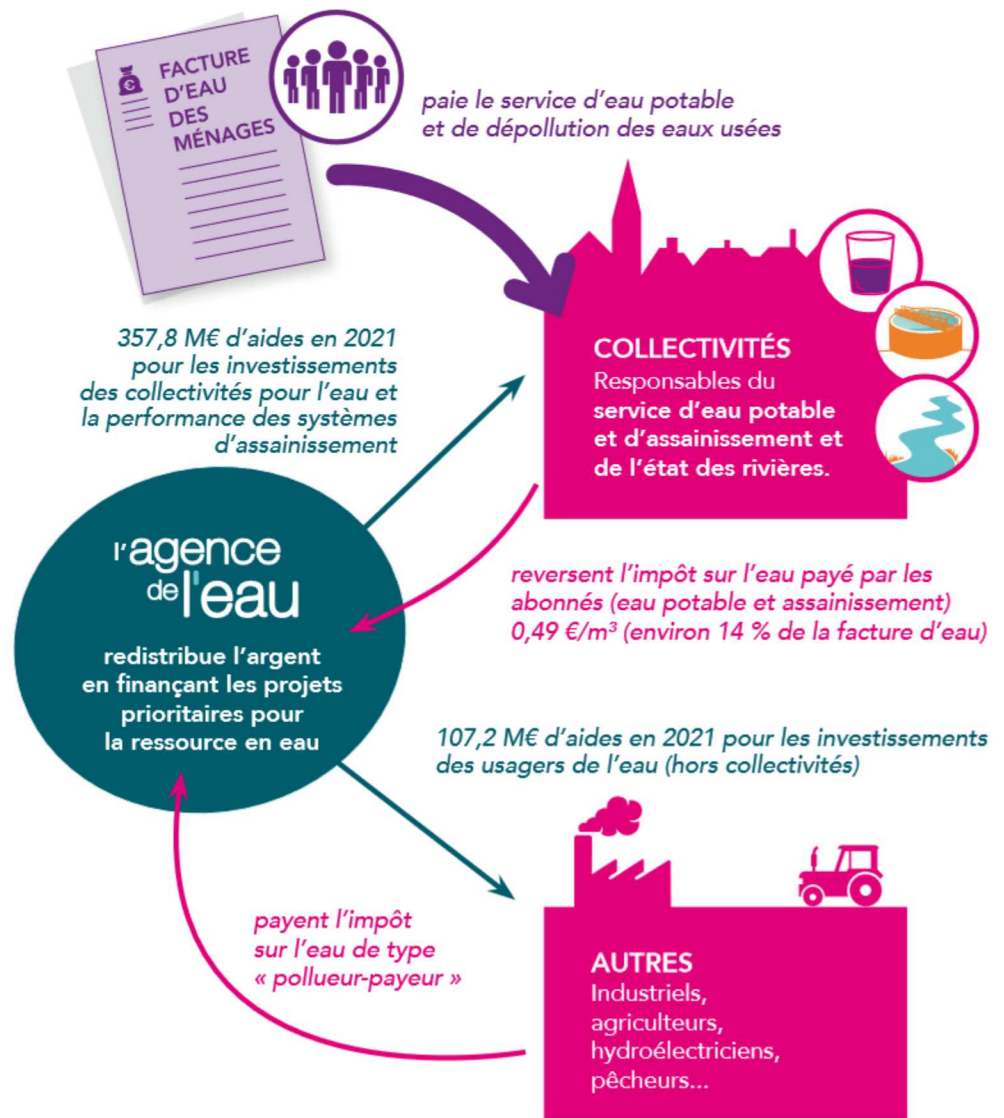 FACTURE
D'EAU
DES
MÉNAGES
€
paie le service d'eau potable
et de dépollution des eaux usées
357,8 M€ d'aides en 2021
pour les investissements
des collectivités pour l'eau et
la performance des systèmes
d'assainissement
COLLECTIVITÉS
Responsables du
service d'eau potable
et d'assainissement et
de l'état des rivières.
l'agence
de l'eau
redistribue l'argent
en finançant les projets
prioritaires pour
la ressource en eau
reversent l'impôt sur l'eau payé par les
abonnés (eau potable et assainissement)
0,49 €/m³ (environ 14 % de la facture d'eau)
107,2 M€ d'aides en 2021 pour les investissements
des usagers de l'eau (hors collectivités)
payent l'impôt
sur l'eau de type
« pollueur-payeur »
AUTRES
Industriels,
agriculteurs,
hydroélectriciens,
pêcheurs...